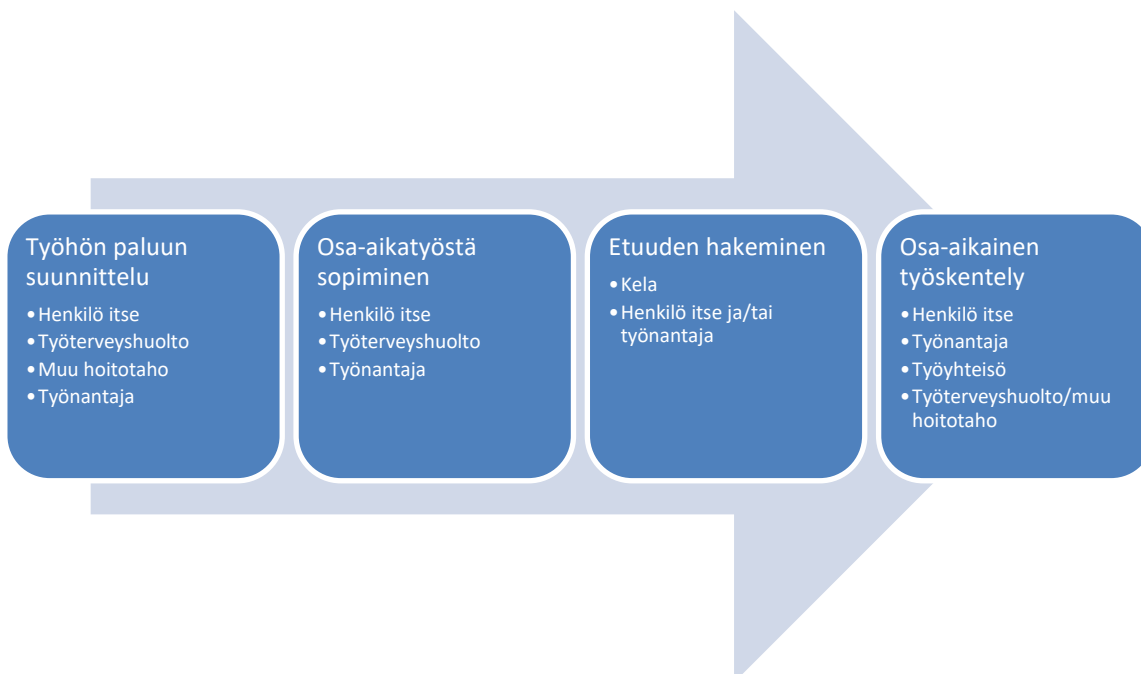 Työhön paluun
suunnittelu
•Henkilö itse
•Työterveyshuolto
•Muu hoitotaho
•Työnantaja
Osa-aikatyöstä
sopiminen
•Henkilö itse
•Työterveyshuolto
•Työnantaja
Etuuden hakeminen
•Kela
•Henkilö itse ja/tai
työnantaja
Osa-aikainen
työskentely
•Henkilö itse
•Työnantaja
•Työyhteisö
•Työterveyshuolto/muu
hoitotaho